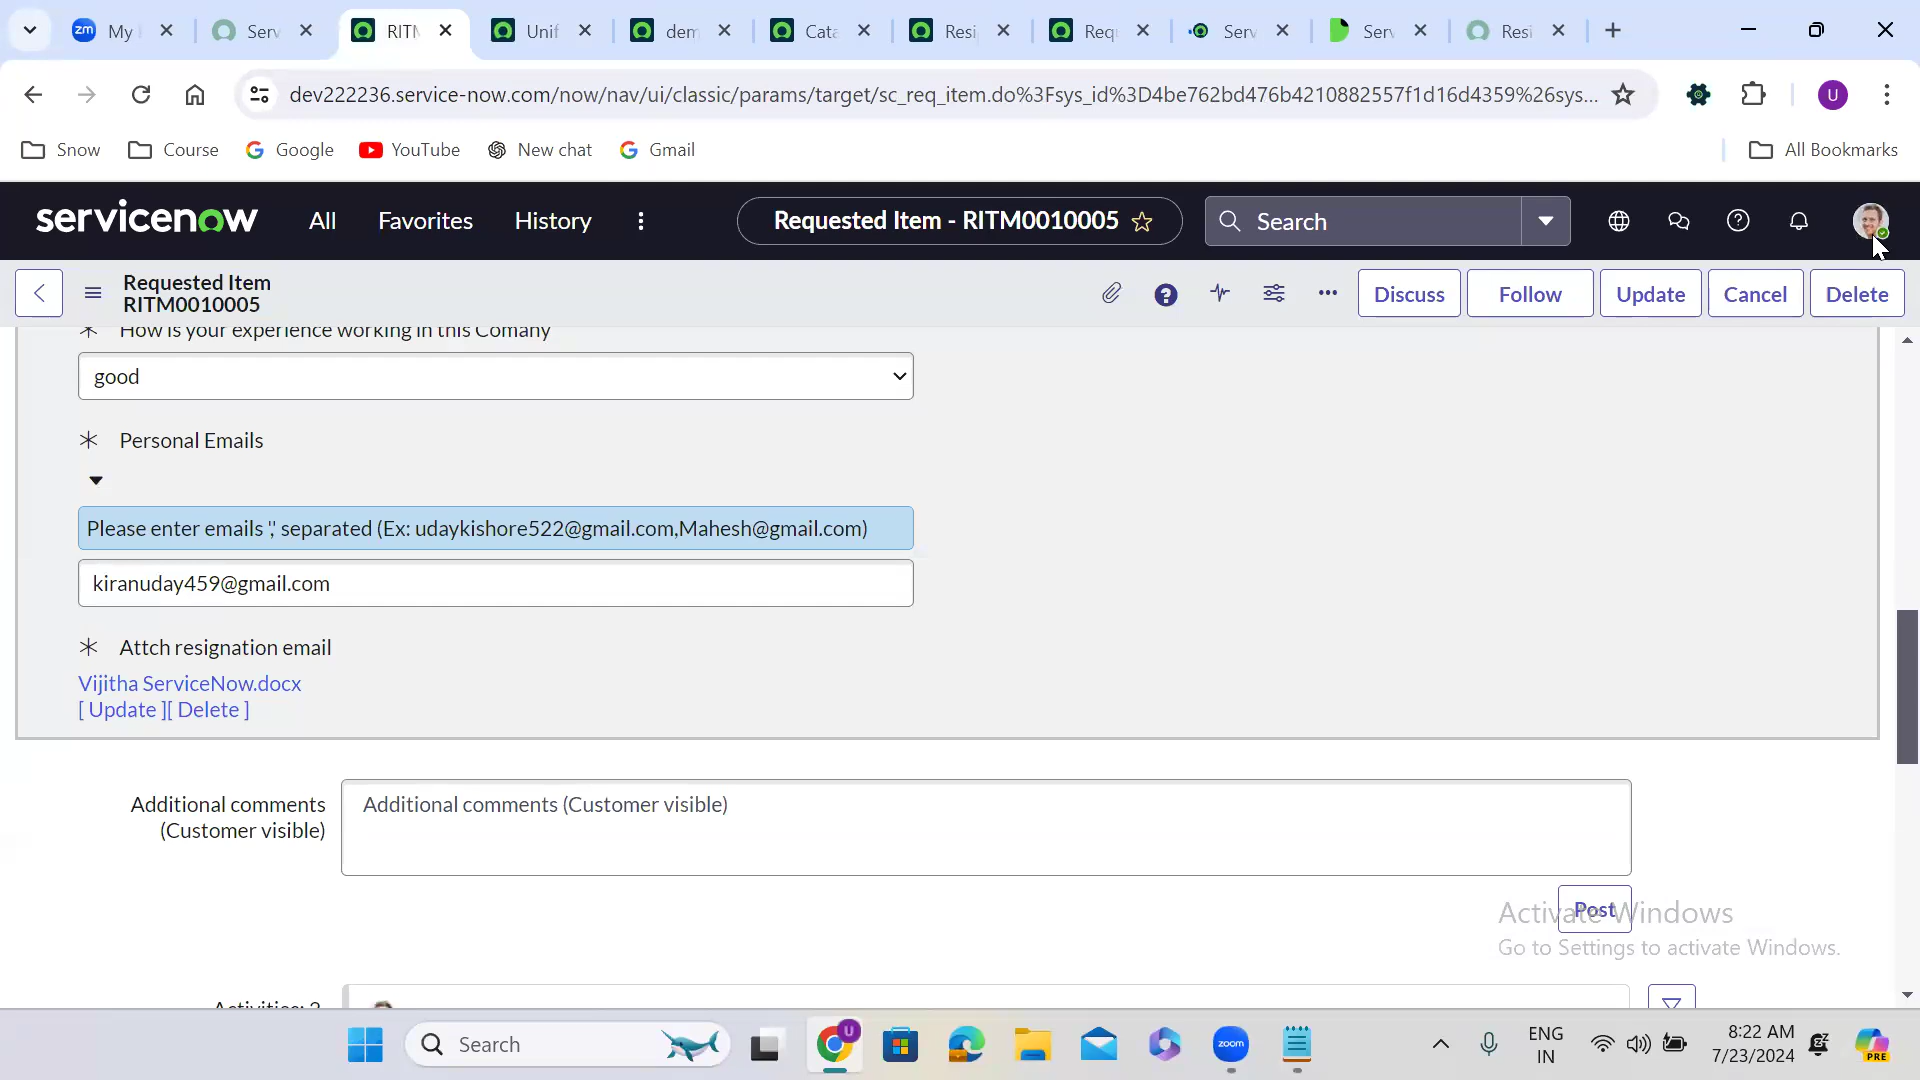 My
Serv
RITM
Unif
dem
Cata
Resi
Requ
Serv
Serv
Resi
dev222236.service-now.com/now/nav/ui/classic/params/target/sc_req_item.do%3Fsys_id%3D4be762bd476b4210882557f1d16d4359%26sys...
U
Snow
Course
Google
YouTube
New chat
Gmail
All Bookmarks
servicenow
All
Favorites
History
Requested Item - RITM0010005
Search
Requested Item
RITM0010005
Discuss
Follow
Update
Cancel
Delete
How is your experience working in this Comany
good
Personal Emails
Please enter emails ',' separated (Ex: udaykishore522@gmail.com,Mahesh@gmail.com)
kiranuday459@gmail.com
Attch resignation email
Vijitha ServiceNow.docx
[ Update ][ Delete ]
Additional comments
(Customer visible)
Additional comments (Customer visible)
Post
Activate Windows
Go to Settings to activate Windows.
Activities: 2
Search
ENG
IN
8:22 AM
7/23/2024